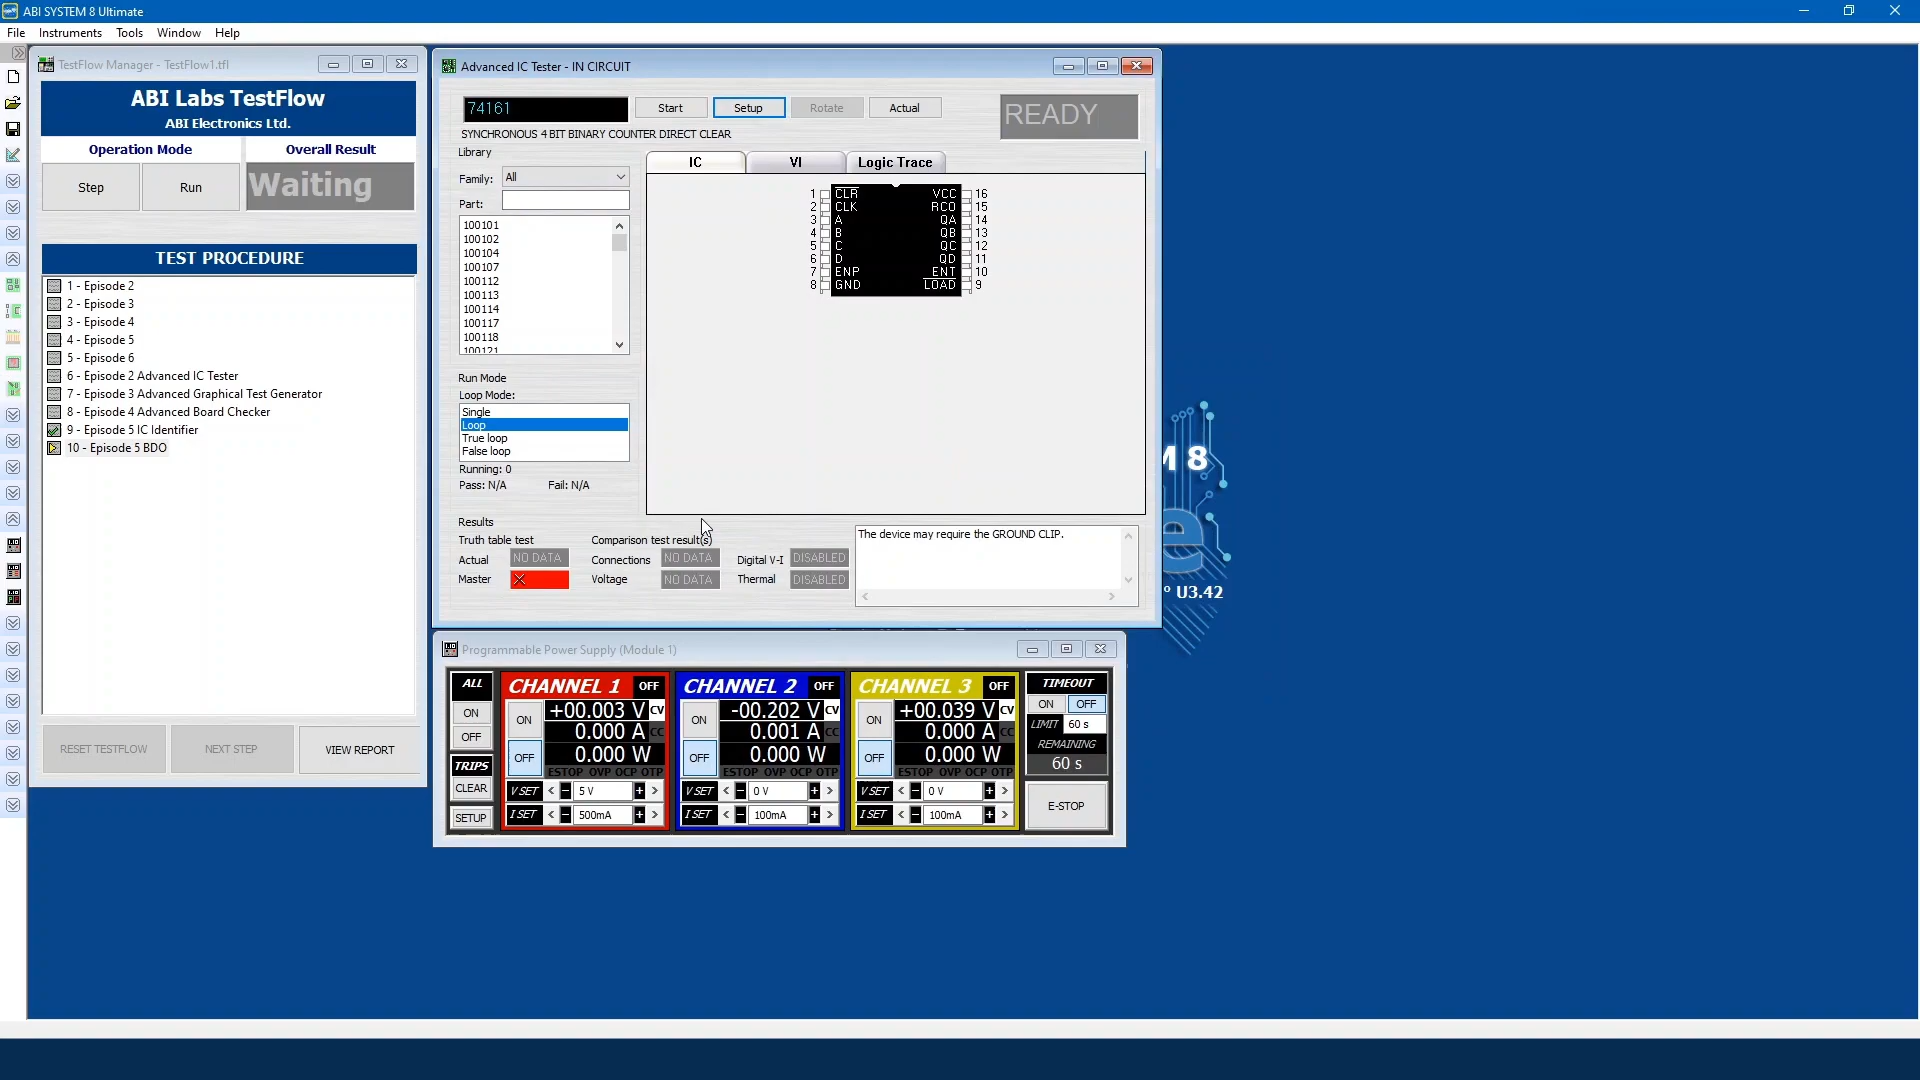 ABI SYSTEM 8 Ultimate
File Instruments Tools Window Help
TestFlow Manager - TestFlow1.tfl
ABI Labs TestFlow
ABI Electronics Ltd.
Operation Mode Overall Result
Step Run Waiting
TEST PROCEDURE
1 - Episode 2
2 - Episode 3
3 - Episode 4
4 - Episode 5
5 - Episode 6
6 - Episode 2 Advanced IC Tester
7 - Episode 3 Advanced Graphical Test Generator
8 - Episode 4 Advanced Board Checker
9 - Episode 5 IC Identifier
10 - Episode 5 BDO
RESET TESTFLOW NEXT STEP VIEW REPORT
Advanced IC Tester - IN CIRCUIT
74161 Start Setup Rotate Actual READY
SYNCHRONOUS 4 BIT BINARY COUNTER DIRECT CLEAR
Library
Family: All
Part:
100101
100102
100104
100107
100112
100113
100114
100117
100118
100121
Run Mode
Loop Mode:
Single
Loop
True loop
False loop
Running: 0
Pass: N/A Fail: N/A
IC VI Logic Trace
1 CLR VCC 16
2 CLK RCO 15
3 A QA 14
4 B QB 13
5 C QC 12
6 D QD 11
7 ENP ENT 10
8 GND LOAD 9
Results
Truth table test Comparison test result(s)
Actual NO DATA Connections NO DATA Digital V-I DISABLED
Master Voltage NO DATA Thermal DISABLED
The device may require the GROUND CLIP.
M 8
e
° U3.42
Programmable Power Supply (Module 1)
ALL
ON
OFF
TRIPS
CLEAR
SETUP
CHANNEL 1 OFF
ON +00.003 V CV
0.000 A CC
OFF 0.000 W
ESTOP OVP OCP OTP
V SET < - 5 V + >
I SET < - 500mA + >
CHANNEL 2 OFF
ON -00.202 V CV
0.001 A CC
OFF 0.000 W
ESTOP OVP OCP OTP
V SET < - 0 V + >
I SET < - 100mA + >
CHANNEL 3 OFF
ON +00.039 V CV
0.000 A CC
OFF 0.000 W
ESTOP OVP OCP OTP
V SET < - 0 V + >
I SET < - 100mA + >
TIMEOUT
ON OFF
LIMIT 60 s
REMAINING
60 s
E-STOP